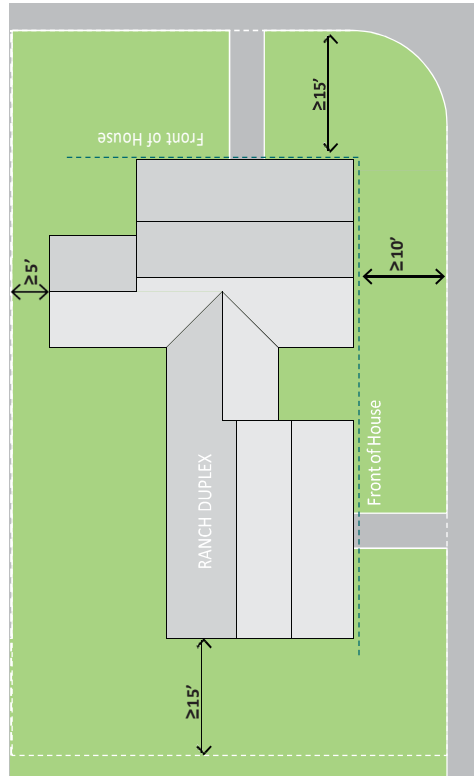 ≥15'
Front of House
≥5'
≥10'
Front of House
RANCH DUPLEX
≥15'